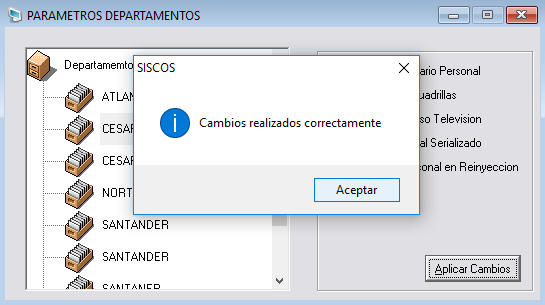 PARAMETROS DEPARTAMENTOS
Departamento
SISCOS
Cambios realizados correctamente
Aceptar
ATLAN
CESAR
CESAR
NORT
SANTANDER
SANTANDER
SANTANDER
ario Personal
uadrillas
so Television
al Serializado
onal en Reinyeccion
Aplicar Cambios